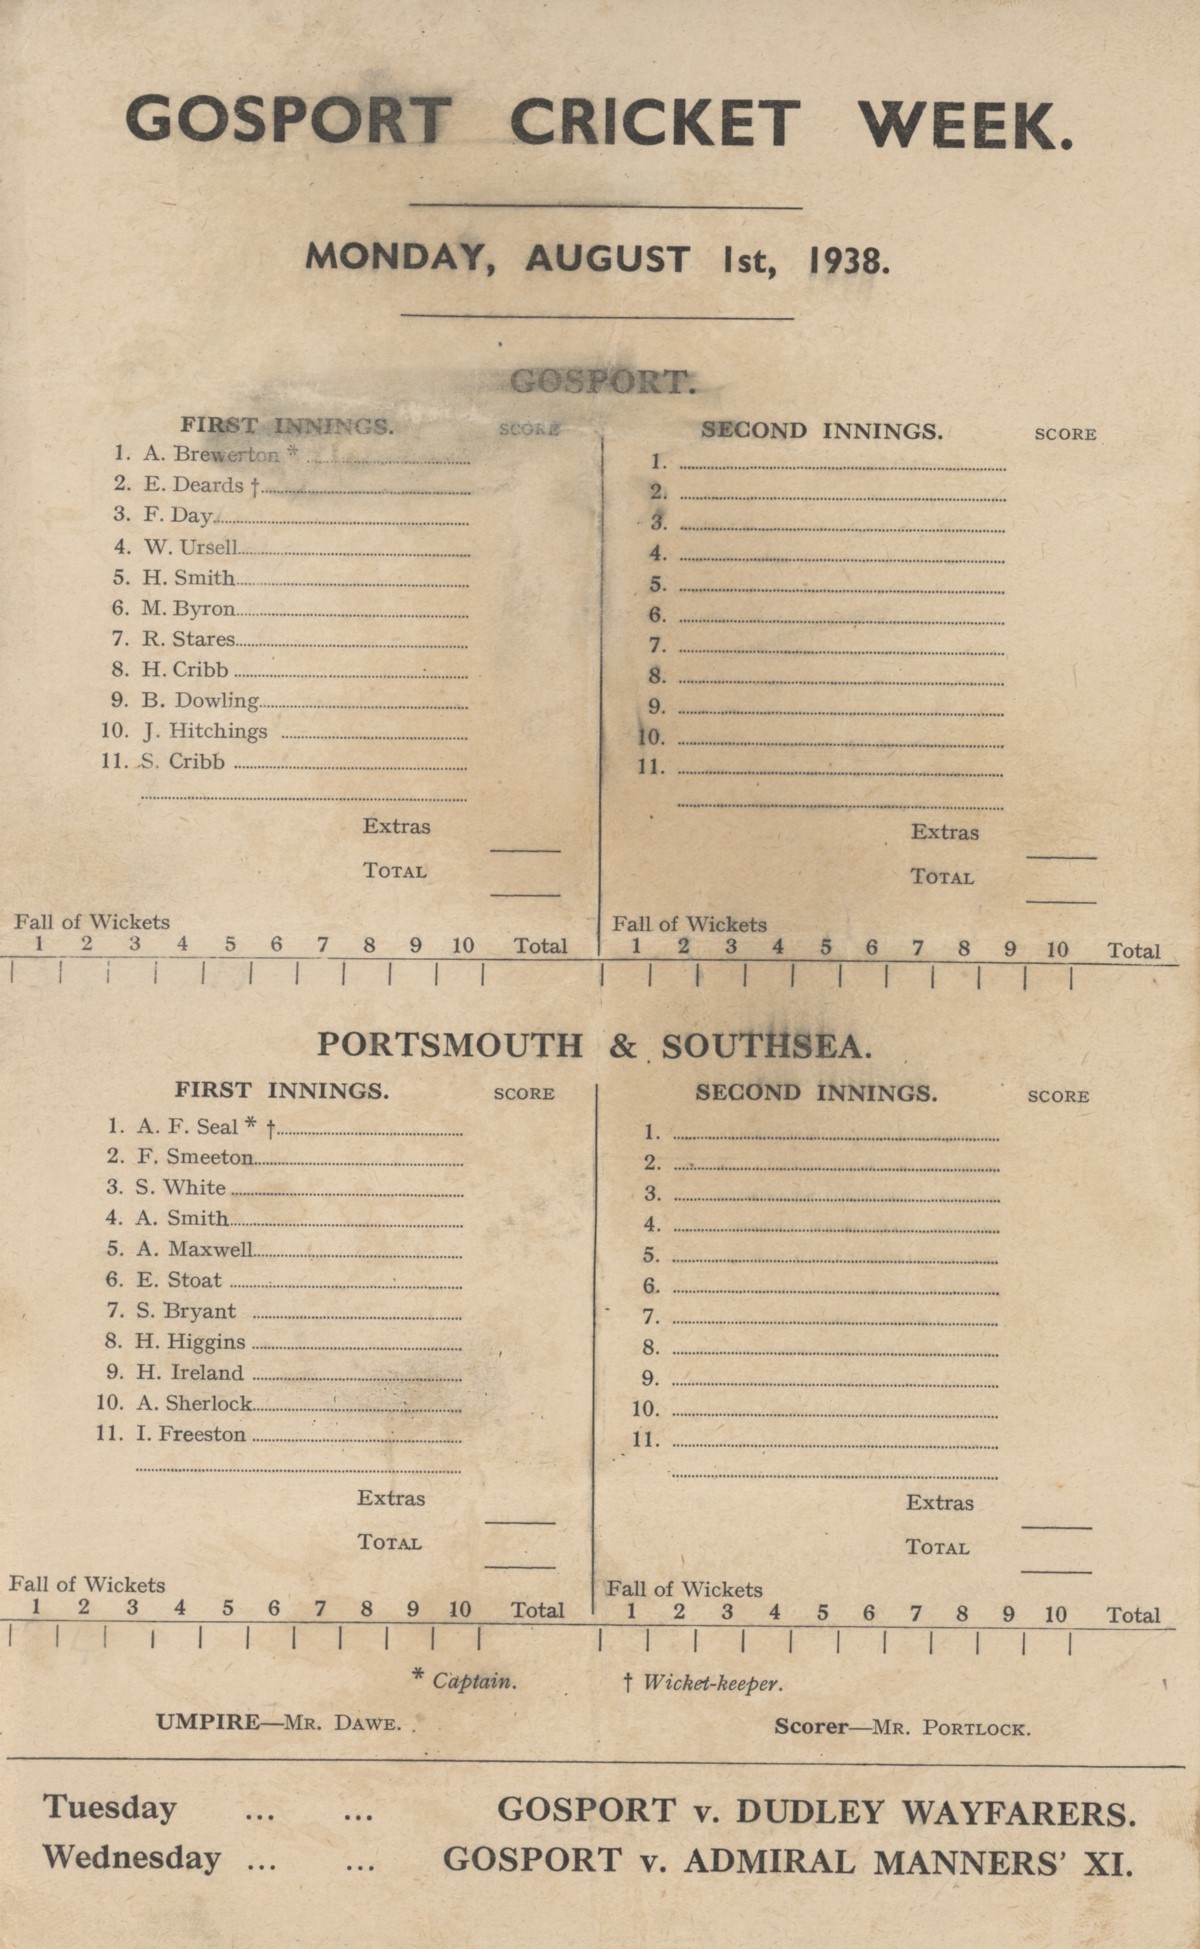 GOSPORT CRICKET WEEK.
MONDAY, AUGUST 1st, 1938.
GOSPORT.
FIRST INNINGS. SCORE
1. A. Brewerton *
2. E. Deards †
3. F. Day
4. W. Ursell
5. H. Smith
6. M. Byron
7. R. Stares
8. H. Cribb
9. B. Dowling
10. J. Hitchings
11. S. Cribb
Extras
TOTAL
Fall of Wickets
1 2 3 4 5 6 7 8 9 10 Total
SECOND INNINGS. SCORE
1.
2.
3.
4.
5.
6.
7.
8.
9.
10.
11.
Extras
TOTAL
Fall of Wickets
1 2 3 4 5 6 7 8 9 10 Total
PORTSMOUTH & SOUTHSEA.
FIRST INNINGS. SCORE
1. A. F. Seal * †
2. F. Smeeton
3. S. White
4. A. Smith
5. A. Maxwell
6. E. Stoat
7. S. Bryant
8. H. Higgins
9. H. Ireland
10. A. Sherlock
11. I. Freeston
Extras
TOTAL
Fall of Wickets
1 2 3 4 5 6 7 8 9 10 Total
SECOND INNINGS. SCORE
1.
2.
3.
4.
5.
6.
7.
8.
9.
10.
11.
Extras
TOTAL
Fall of Wickets
1 2 3 4 5 6 7 8 9 10 Total
* Captain. † Wicket-keeper.
UMPIRE—MR. DAWE. Scorer—MR. PORTLOCK.
Tuesday ... ... GOSPORT v. DUDLEY WAYFARERS.
Wednesday ... ... GOSPORT v. ADMIRAL MANNERS' XI.